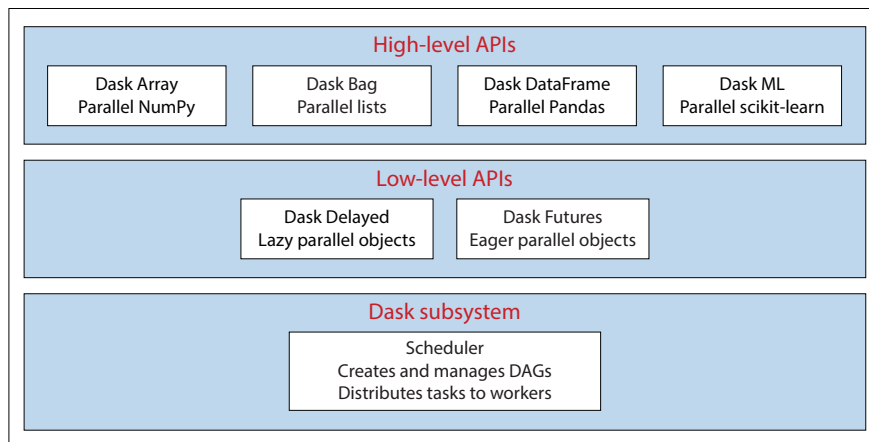 High-level APIs
Dask Array
Parallel NumPy
Dask Bag
Parallel lists
Dask DataFrame
Parallel Pandas
Dask ML
Parallel scikit-learn
Low-level APIs
Dask Delayed
Lazy parallel objects
Dask Futures
Eager parallel objects
Dask subsystem
Scheduler
Creates and manages DAGs
Distributes tasks to workers